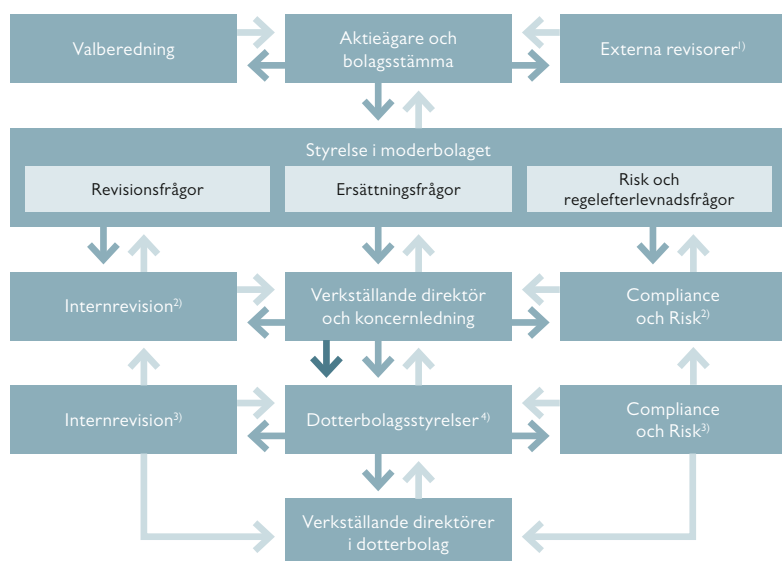 Valberedning
Aktieägare och
bolagsstämma
Externa revisorer1)
Styrelse i moderbolaget
Revisionsfrågor
Ersättningsfrågor
Risk och
regelefterlevnadsfrågor
Internrevision2)
Verkställande direktör
och koncernledning
Compliance
och Risk2)
Internrevision3)
Dotterbolagsstyrelser4)
Compliance
och Risk3)
Verkställande direktörer
i dotterbolag